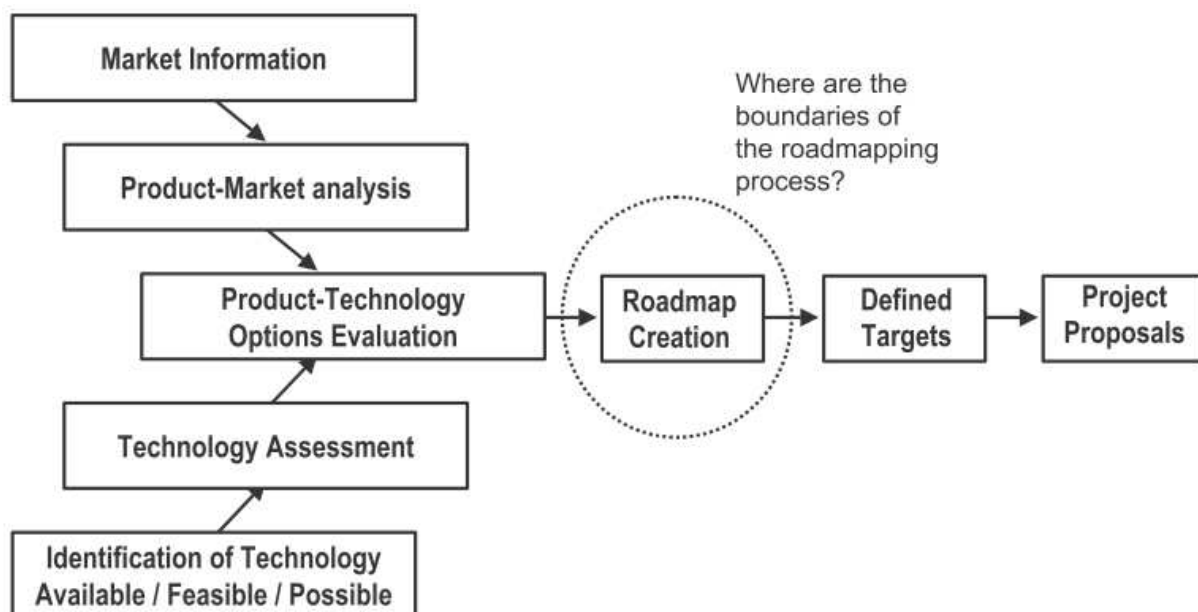 Market Information
Where are the
boundaries of
the roadmapping
process?
Product-Market analysis
Product-Technology
Options Evaluation
Roadmap
Creation
Defined
Targets
Project
Proposals
Technology Assessment
Identification of Technology
Available / Feasible / Possible